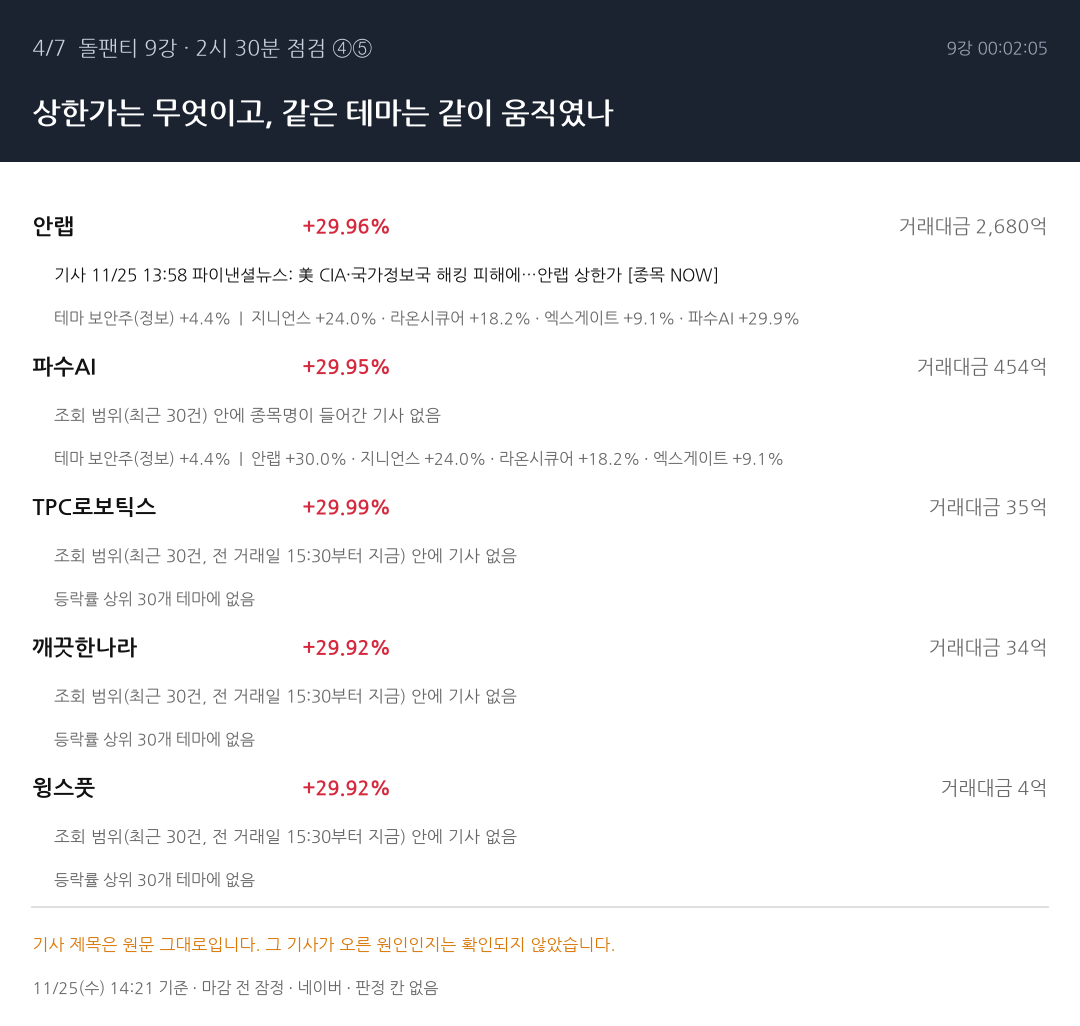 4/7 돌팬티 9강 · 2시 30분 점검 ④⑤
9강 00:02:05
상한가는 무엇이고, 같은 테마는 같이 움직였나
안랩 +29.96% 거래대금 2,680억
기사 11/25 13:58 파이낸셜뉴스: 美 CIA·국가정보국 해킹 피해에…안랩 상한가 [종목 NOW]
테마 보안주(정보) +4.4% | 지니언스 +24.0% · 라온시큐어 +18.2% · 엑스게이트 +9.1% · 파수AI +29.9%
파수AI +29.95% 거래대금 454억
조회 범위(최근 30건) 안에 종목명이 들어간 기사 없음
테마 보안주(정보) +4.4% | 안랩 +30.0% · 지니언스 +24.0% · 라온시큐어 +18.2% · 엑스게이트 +9.1%
TPC로보틱스 +29.99% 거래대금 35억
조회 범위(최근 30건, 전 거래일 15:30부터 지금) 안에 기사 없음
등락률 상위 30개 테마에 없음
깨끗한나라 +29.92% 거래대금 34억
조회 범위(최근 30건, 전 거래일 15:30부터 지금) 안에 기사 없음
등락률 상위 30개 테마에 없음
윙스풋 +29.92% 거래대금 4억
조회 범위(최근 30건, 전 거래일 15:30부터 지금) 안에 기사 없음
등락률 상위 30개 테마에 없음
기사 제목은 원문 그대로입니다. 그 기사가 오른 원인인지는 확인되지 않았습니다.
11/25(수) 14:21 기준 · 마감 전 잠정 · 네이버 · 판정 칸 없음